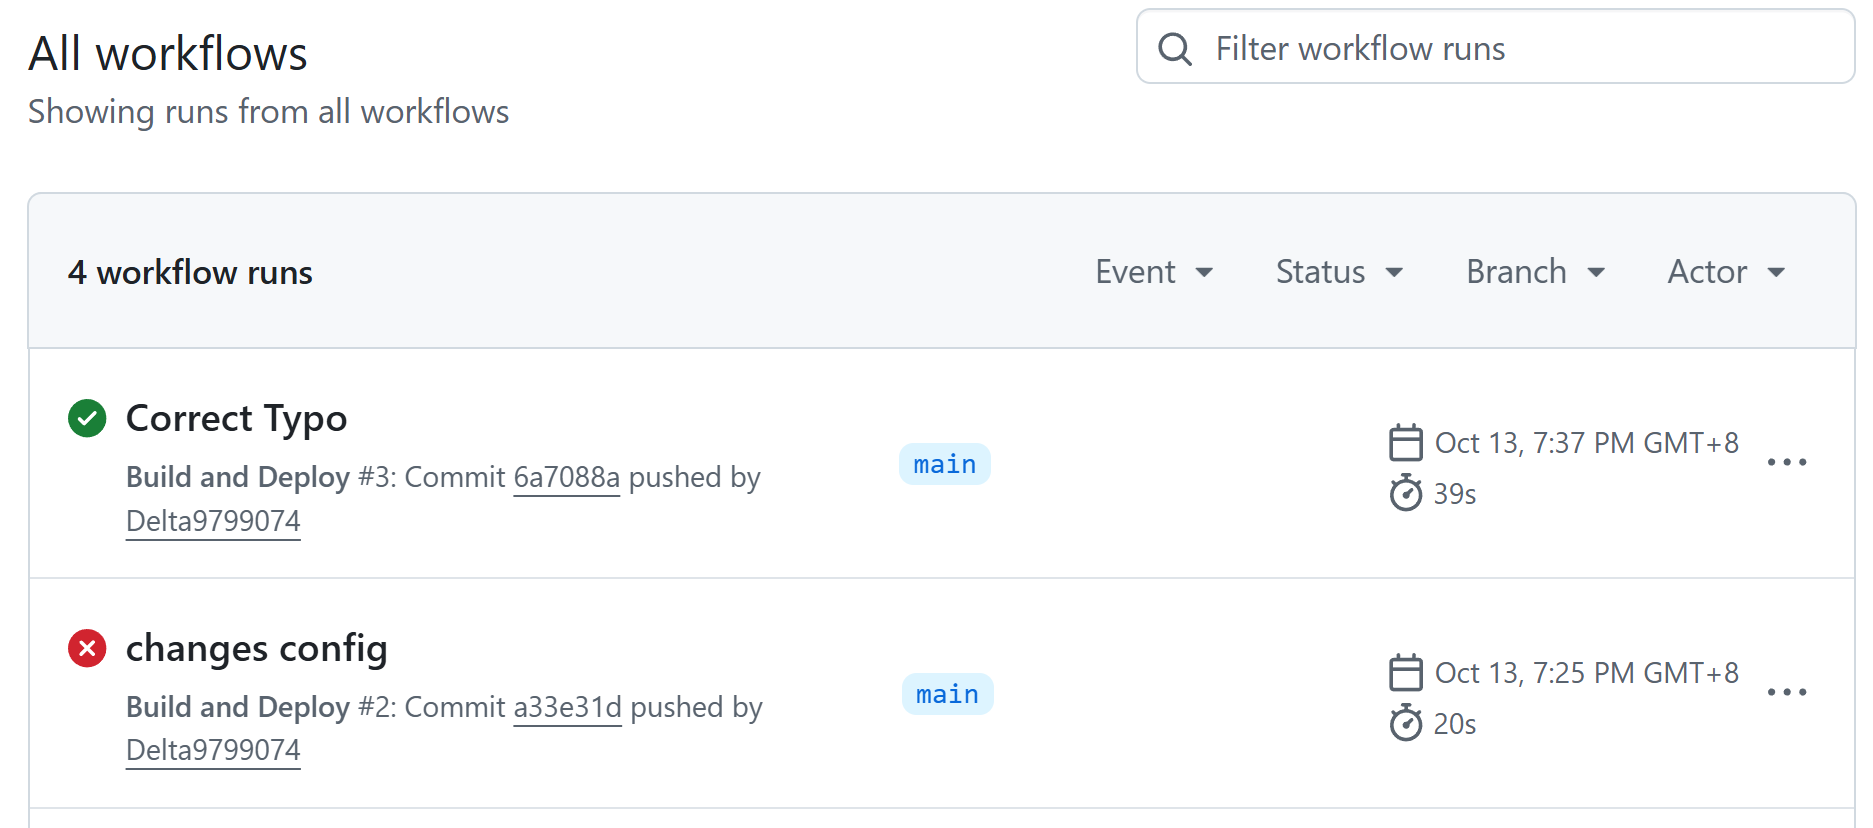 All workflows
Filter workflow runs
Showing runs from all workflows
4 workflow runs
Event
Status
Branch
Actor
Correct Typo
Build and Deploy #3: Commit 6a7088a pushed by
Delta9799074
main
Oct 13, 7:37 PM GMT+8
39s
changes config
Build and Deploy #2: Commit a33e31d pushed by
Delta9799074
main
Oct 13, 7:25 PM GMT+8
20s